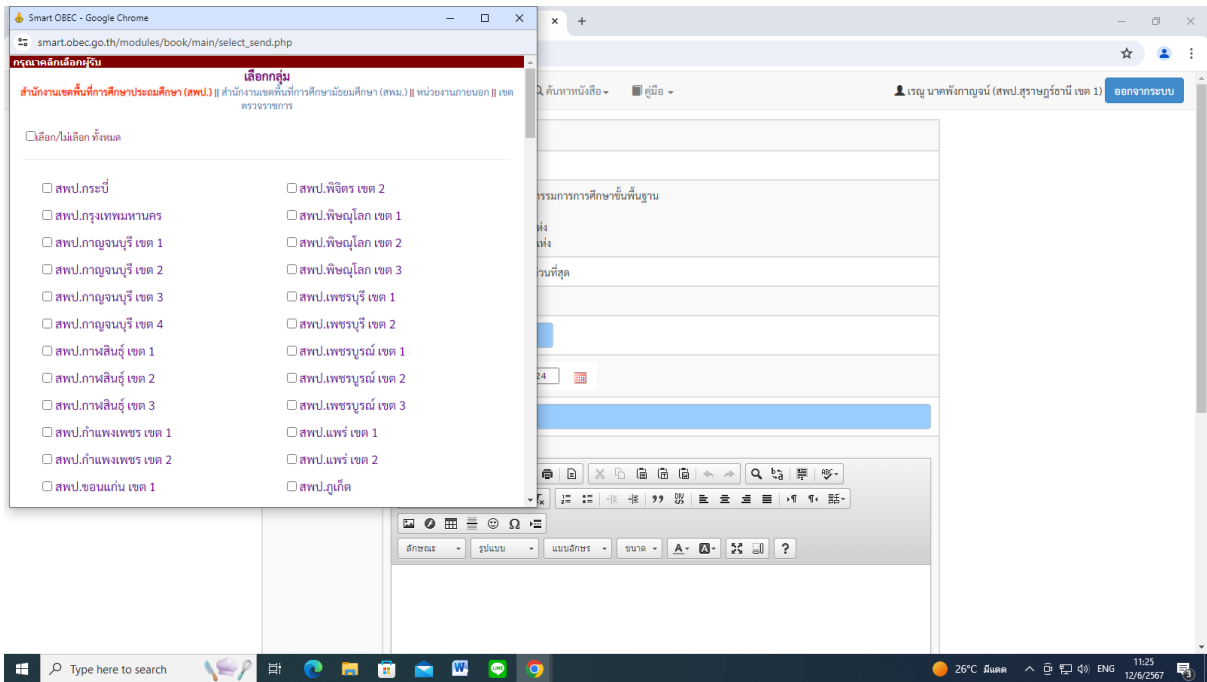 Smart OBEC - Google Chrome
smart.obec.go.th/modules/book/main/select_send.php
กรุณาคลิกเลือกผู้รับ
เลือกกลุ่ม
สำนักงานเขตพื้นที่การศึกษาประถมศึกษา (สพป.) || สำนักงานเขตพื้นที่การศึกษามัธยมศึกษา (สพม.) || หน่วยงานภายนอก || เขต
ตรวจราชการ
เลือก/ไม่เลือก ทั้งหมด
สพป.กระบี่ สพป.พิจิตร เขต 2
สพป.กรุงเทพมหานคร สพป.พิษณุโลก เขต 1
สพป.กาญจนบุรี เขต 1 สพป.พิษณุโลก เขต 2
สพป.กาญจนบุรี เขต 2 สพป.พิษณุโลก เขต 3
สพป.กาญจนบุรี เขต 3 สพป.เพชรบุรี เขต 1
สพป.กาญจนบุรี เขต 4 สพป.เพชรบุรี เขต 2
สพป.กาฬสินธุ์ เขต 1 สพป.เพชรบูรณ์ เขต 1
สพป.กาฬสินธุ์ เขต 2 สพป.เพชรบูรณ์ เขต 2
สพป.กาฬสินธุ์ เขต 3 สพป.เพชรบูรณ์ เขต 3
สพป.กำแพงเพชร เขต 1 สพป.แพร่ เขต 1
สพป.กำแพงเพชร เขต 2 สพป.แพร่ เขต 2
สพป.ขอนแก่น เขต 1 สพป.ภูเก็ต
ค้นหาหนังสือ คู่มือ เรณู นาคพังกาญจน์ (สพป.สุราษฎร์ธานี เขต 1) ออกจากระบบ
กรรมการการศึกษาขั้นพื้นฐาน
ห่ง
แห่ง
่วนที่สุด
24
ลักษณะ รูปแบบ แบบอักษร ขนาด
Type here to search
26°C มีแดด ENG 11:25
12/6/2567
3